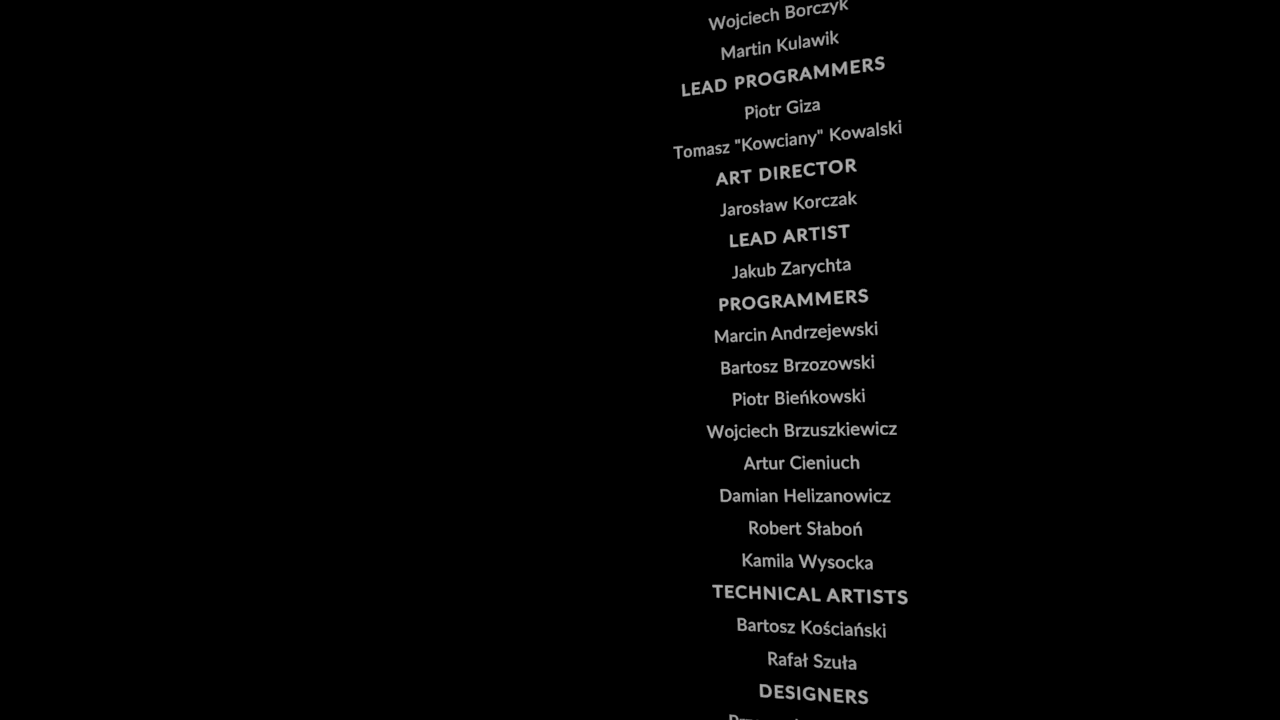 Wojciech Borczyk
Martin Kulawik
LEAD PROGRAMMERS
Piotr Giza
Tomasz "Kowciany" Kowalski
ART DIRECTOR
Jarosław Korczak
LEAD ARTIST
Jakub Zarychta
PROGRAMMERS
Marcin Andrzejewski
Bartosz Brzozowski
Piotr Bieńkowski
Wojciech Brzuszkiewicz
Artur Cieniuch
Damian Helizanowicz
Robert Słaboń
Kamila Wysocka
TECHNICAL ARTISTS
Bartosz Kościański
Rafał Szuła
DESIGNERS